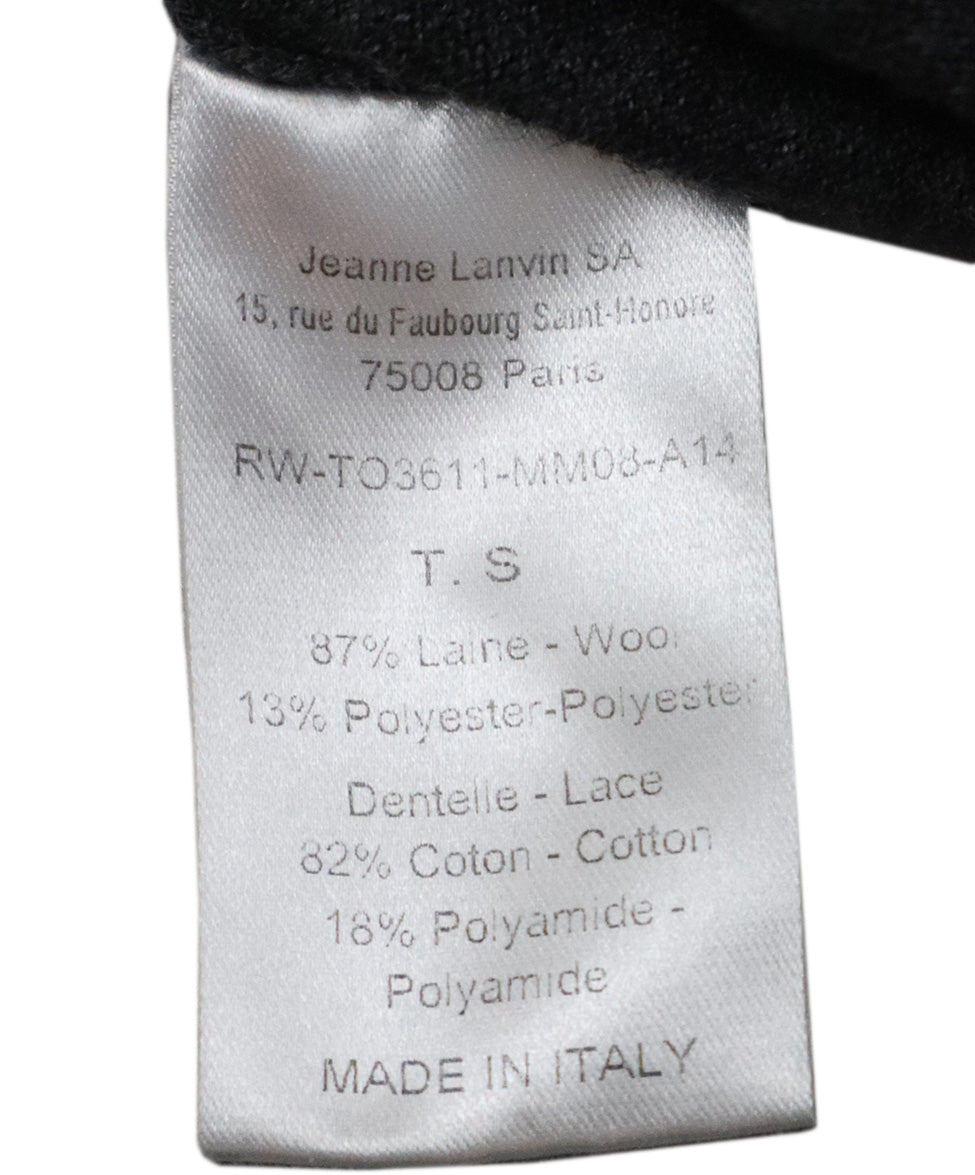 Jeanne Lanvin SA
15, rue du Faubourg Saint-Honore
75008 Paris
RW-TO3611-MM08-A14
T. S
87% Laine - Wool
13% Polyester-Polyester
Dentelle - Lace
82% Coton - Cotton
18% Polyamide -
Polyamide
MADE IN ITALY